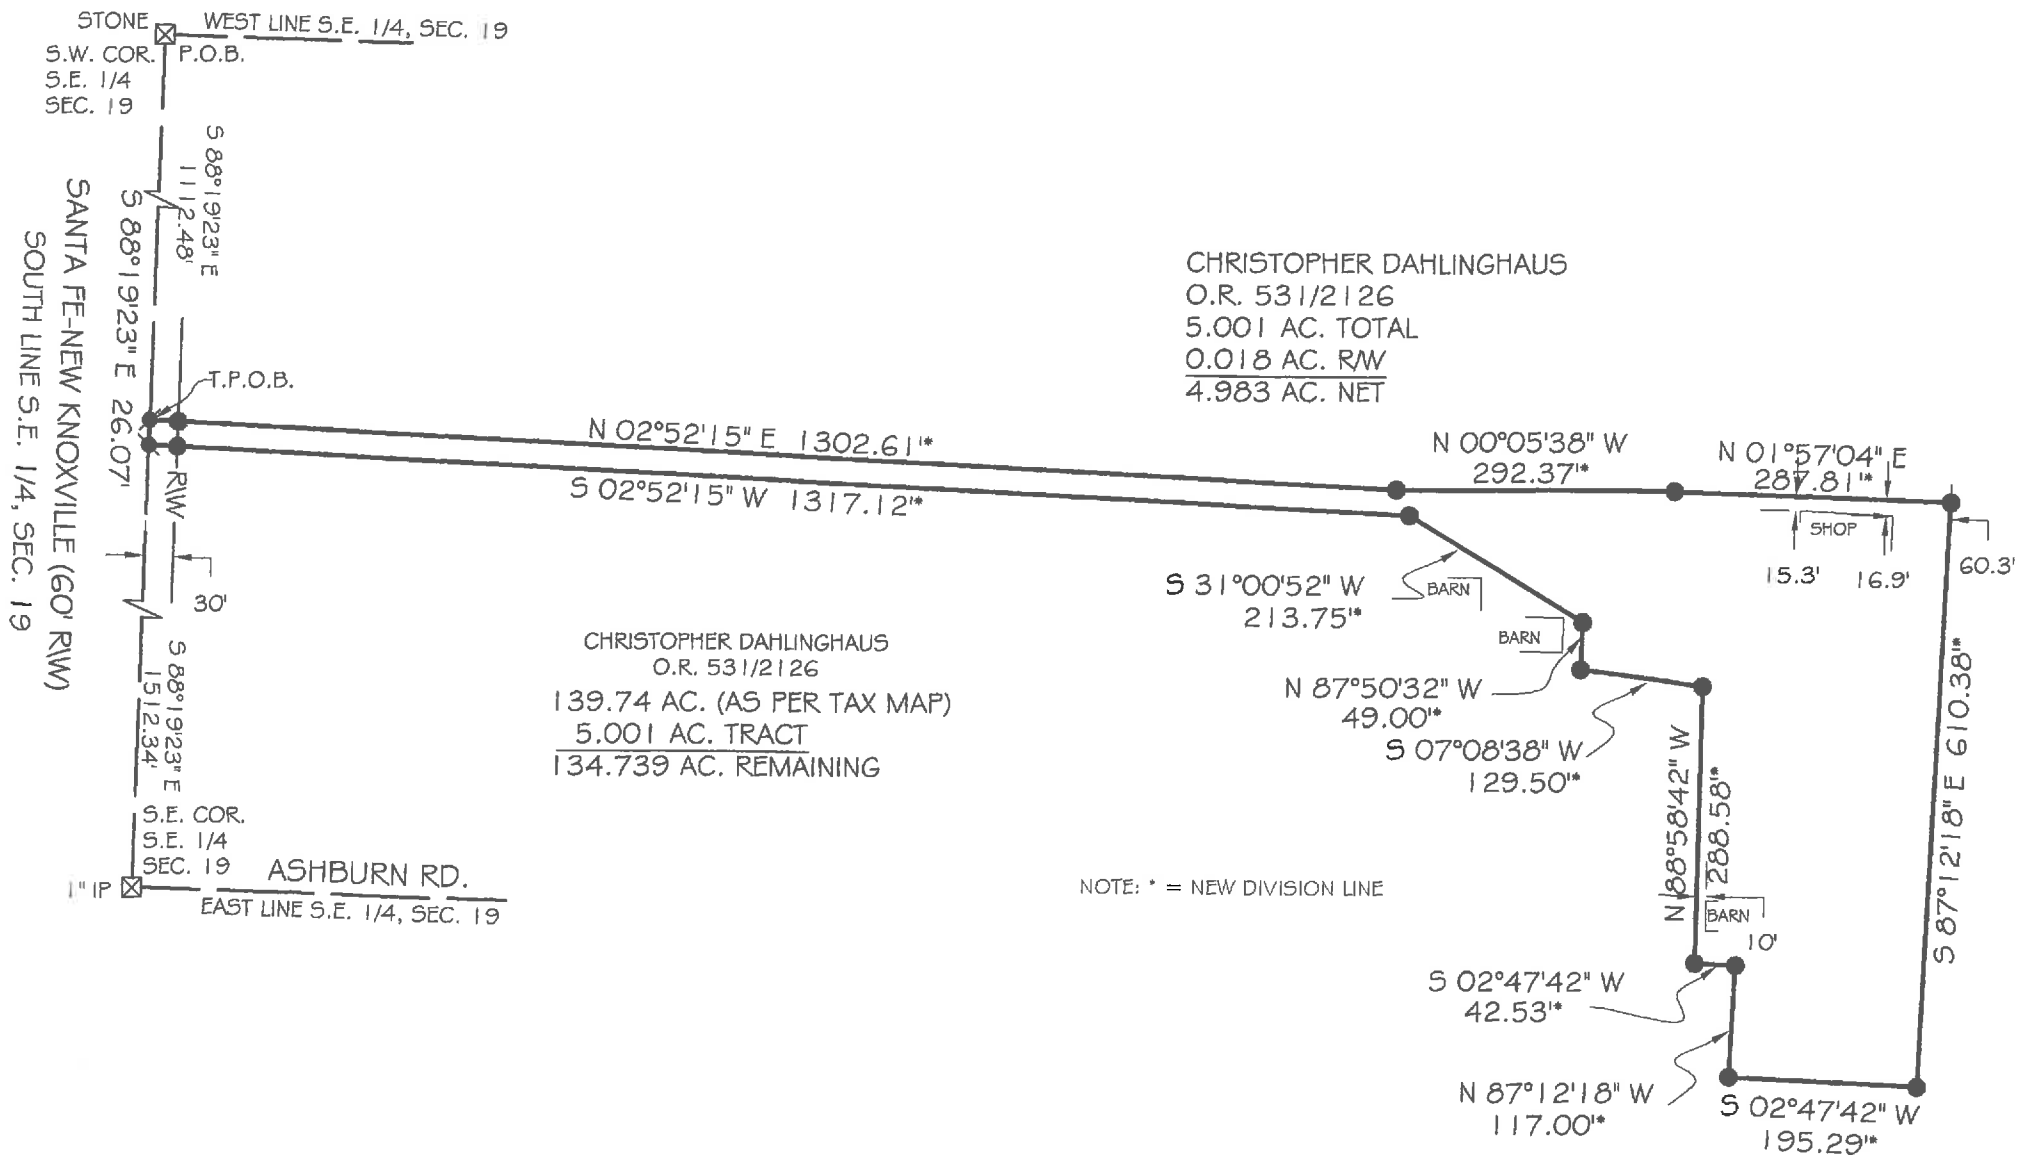 STONE
WEST LINE S.E. 1/4, SEC. 19
S.W. COR.
S.E. 1/4
SEC. 19
P.O.B.
S 88°19'23" E
1112.48'
S 88°19'23" E 26.07'
SANTA FE-NEW KNOXVILLE (60' R/W)
SOUTH LINE S.E. 1/4, SEC. 19
T.P.O.B.
R/W
30'
S 88°19'23" E
1512.34'
S.E. COR.
S.E. 1/4
SEC. 19
1" IP
ASHBURN RD.
EAST LINE S.E. 1/4, SEC. 19
CHRISTOPHER DAHLINGHAUS
O.R. 531/2126
5.001 AC. TOTAL
0.018 AC. R/W
4.983 AC. NET
N 02°52'15" E 1302.61'*
S 02°52'15" W 1317.12'*
N 00°05'38" W
292.37'*
N 01°57'04" E
287.81'*
SHOP
15.3'
16.9'
60.3'
S 31°00'52" W
213.75'*
BARN
BARN
N 87°50'32" W
49.00'*
S 07°08'38" W
129.50'*
CHRISTOPHER DAHLINGHAUS
O.R. 531/2126
139.74 AC. (AS PER TAX MAP)
5.001 AC. TRACT
134.739 AC. REMAINING
NOTE: * = NEW DIVISION LINE
N 88°58'42" W
288.58'*
BARN
10'
S 87°12'18" E 610.38'*
S 02°47'42" W
42.53'*
N 87°12'18" W
117.00'*
S 02°47'42" W
195.29'*